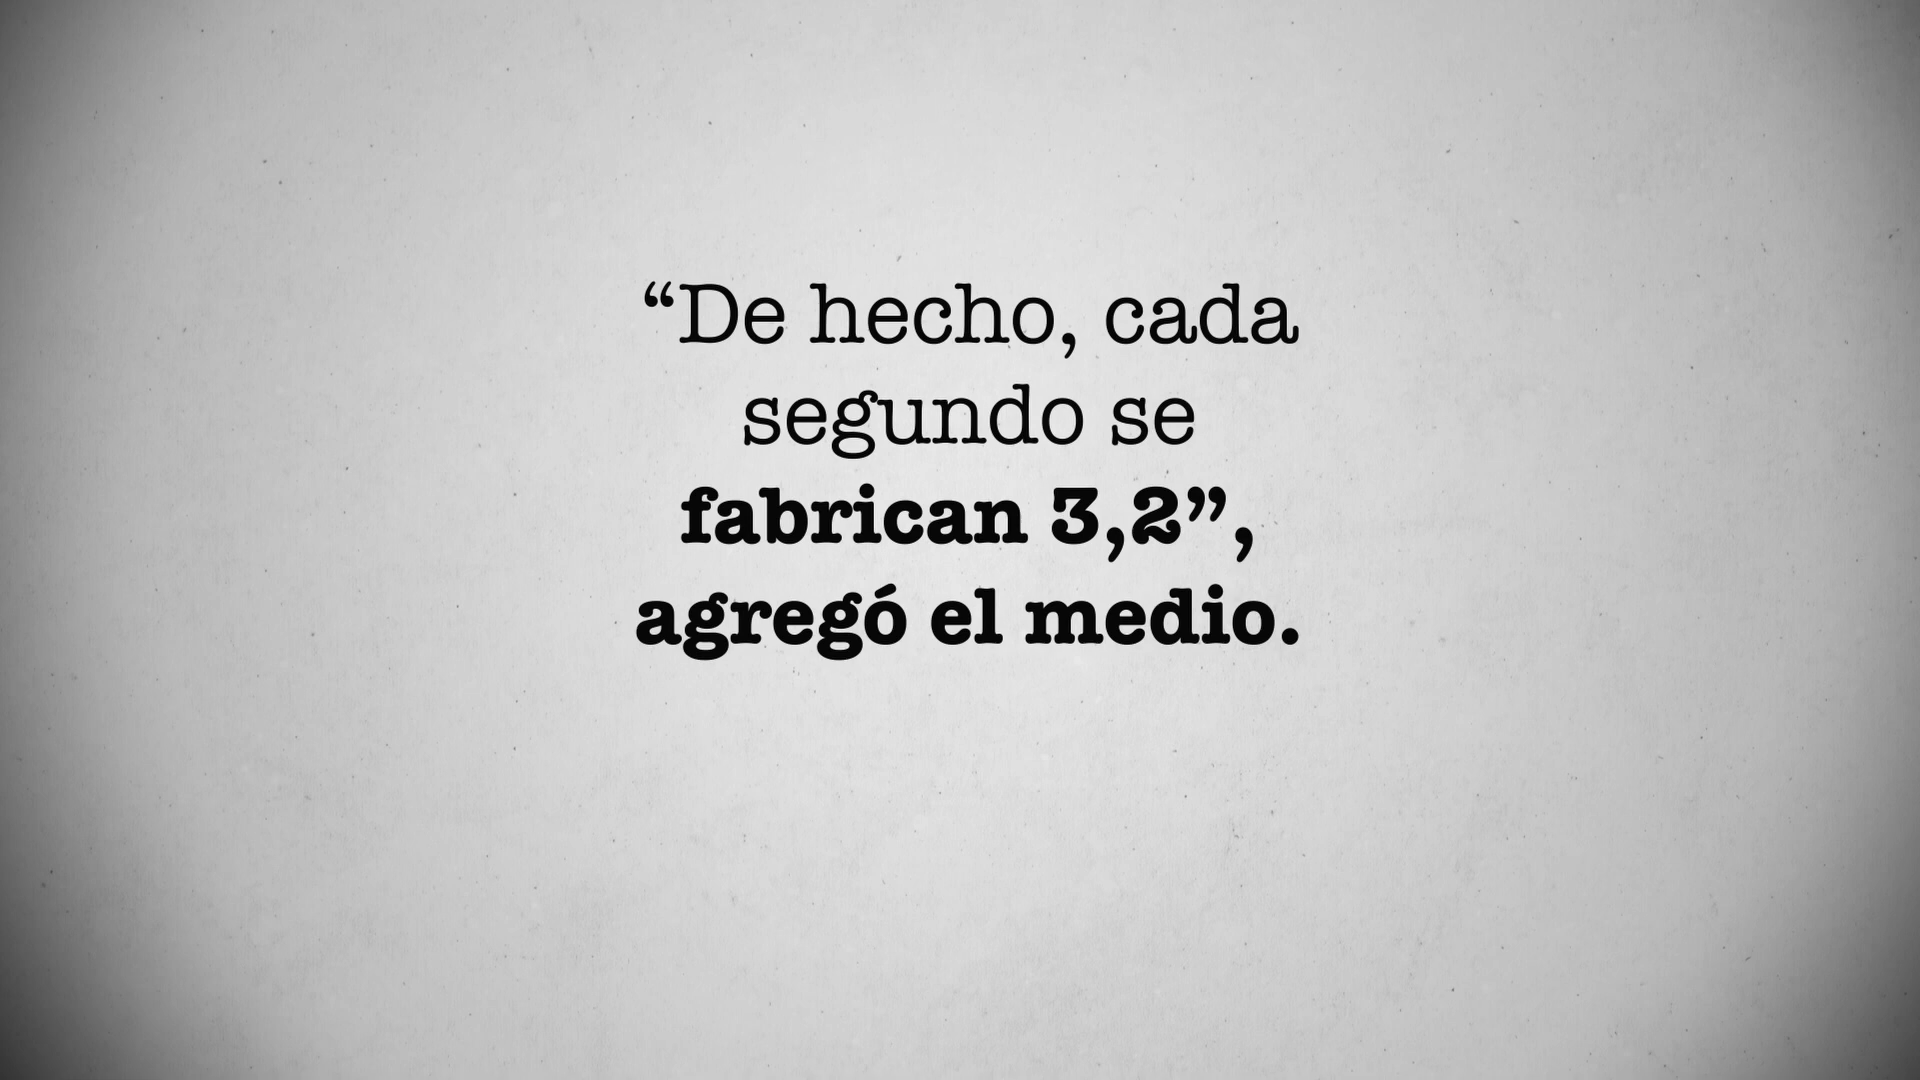 “De hecho, cada
segundo se
fabrican 3,2”,
agregó el medio.